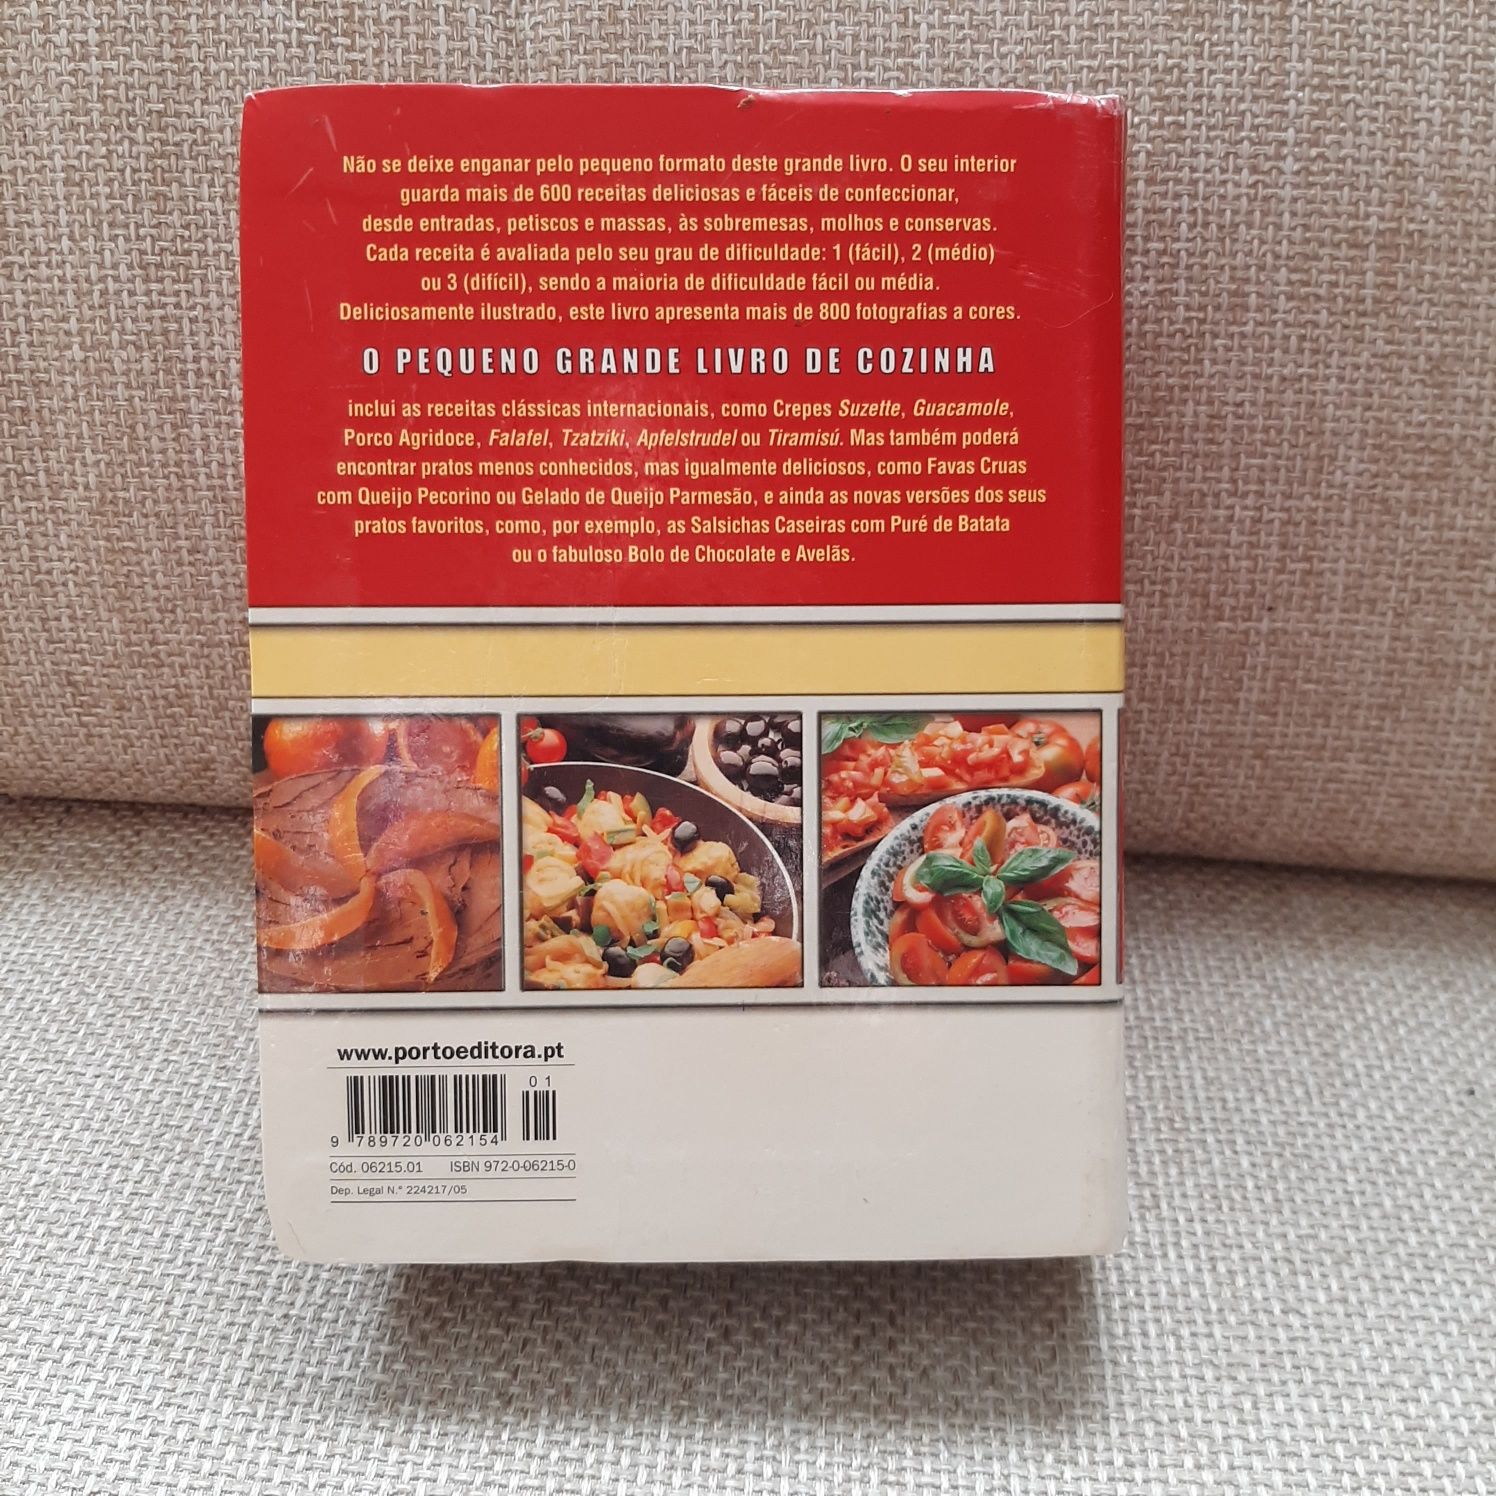 Não se deixe enganar pelo pequeno formato deste grande livro. O seu interior
guarda mais de 600 receitas deliciosas e fáceis de confeccionar,
desde entradas, petiscos e massas, às sobremesas, molhos e conservas.
Cada receita é avaliada pelo seu grau de dificuldade: 1 (fácil), 2 (médio)
ou 3 (difícil), sendo a maioria de dificuldade fácil ou média.
Deliciosamente ilustrado, este livro apresenta mais de 800 fotografias a cores.
O PEQUENO GRANDE LIVRO DE COZINHA
inclui as receitas clássicas internacionais, como Crepes Suzette, Guacamole,
Porco Agridoce, Falafel, Tzatziki, Apfelstrudel ou Tiramisú. Mas também poderá
encontrar pratos menos conhecidos, mas igualmente deliciosos, como Favas Cruas
com Queijo Pecorino ou Gelado de Queijo Parmesão, e ainda as novas versões dos seus
pratos favoritos, como, por exemplo, as Salsichas Caseiras com Puré de Batata
ou o fabuloso Bolo de Chocolate e Avelãs.
www.portoeditora.pt
01
9 789720 062154
Cód. 06215.01 ISBN 972-0-06215-0
Dep. Legal N.° 224217/05